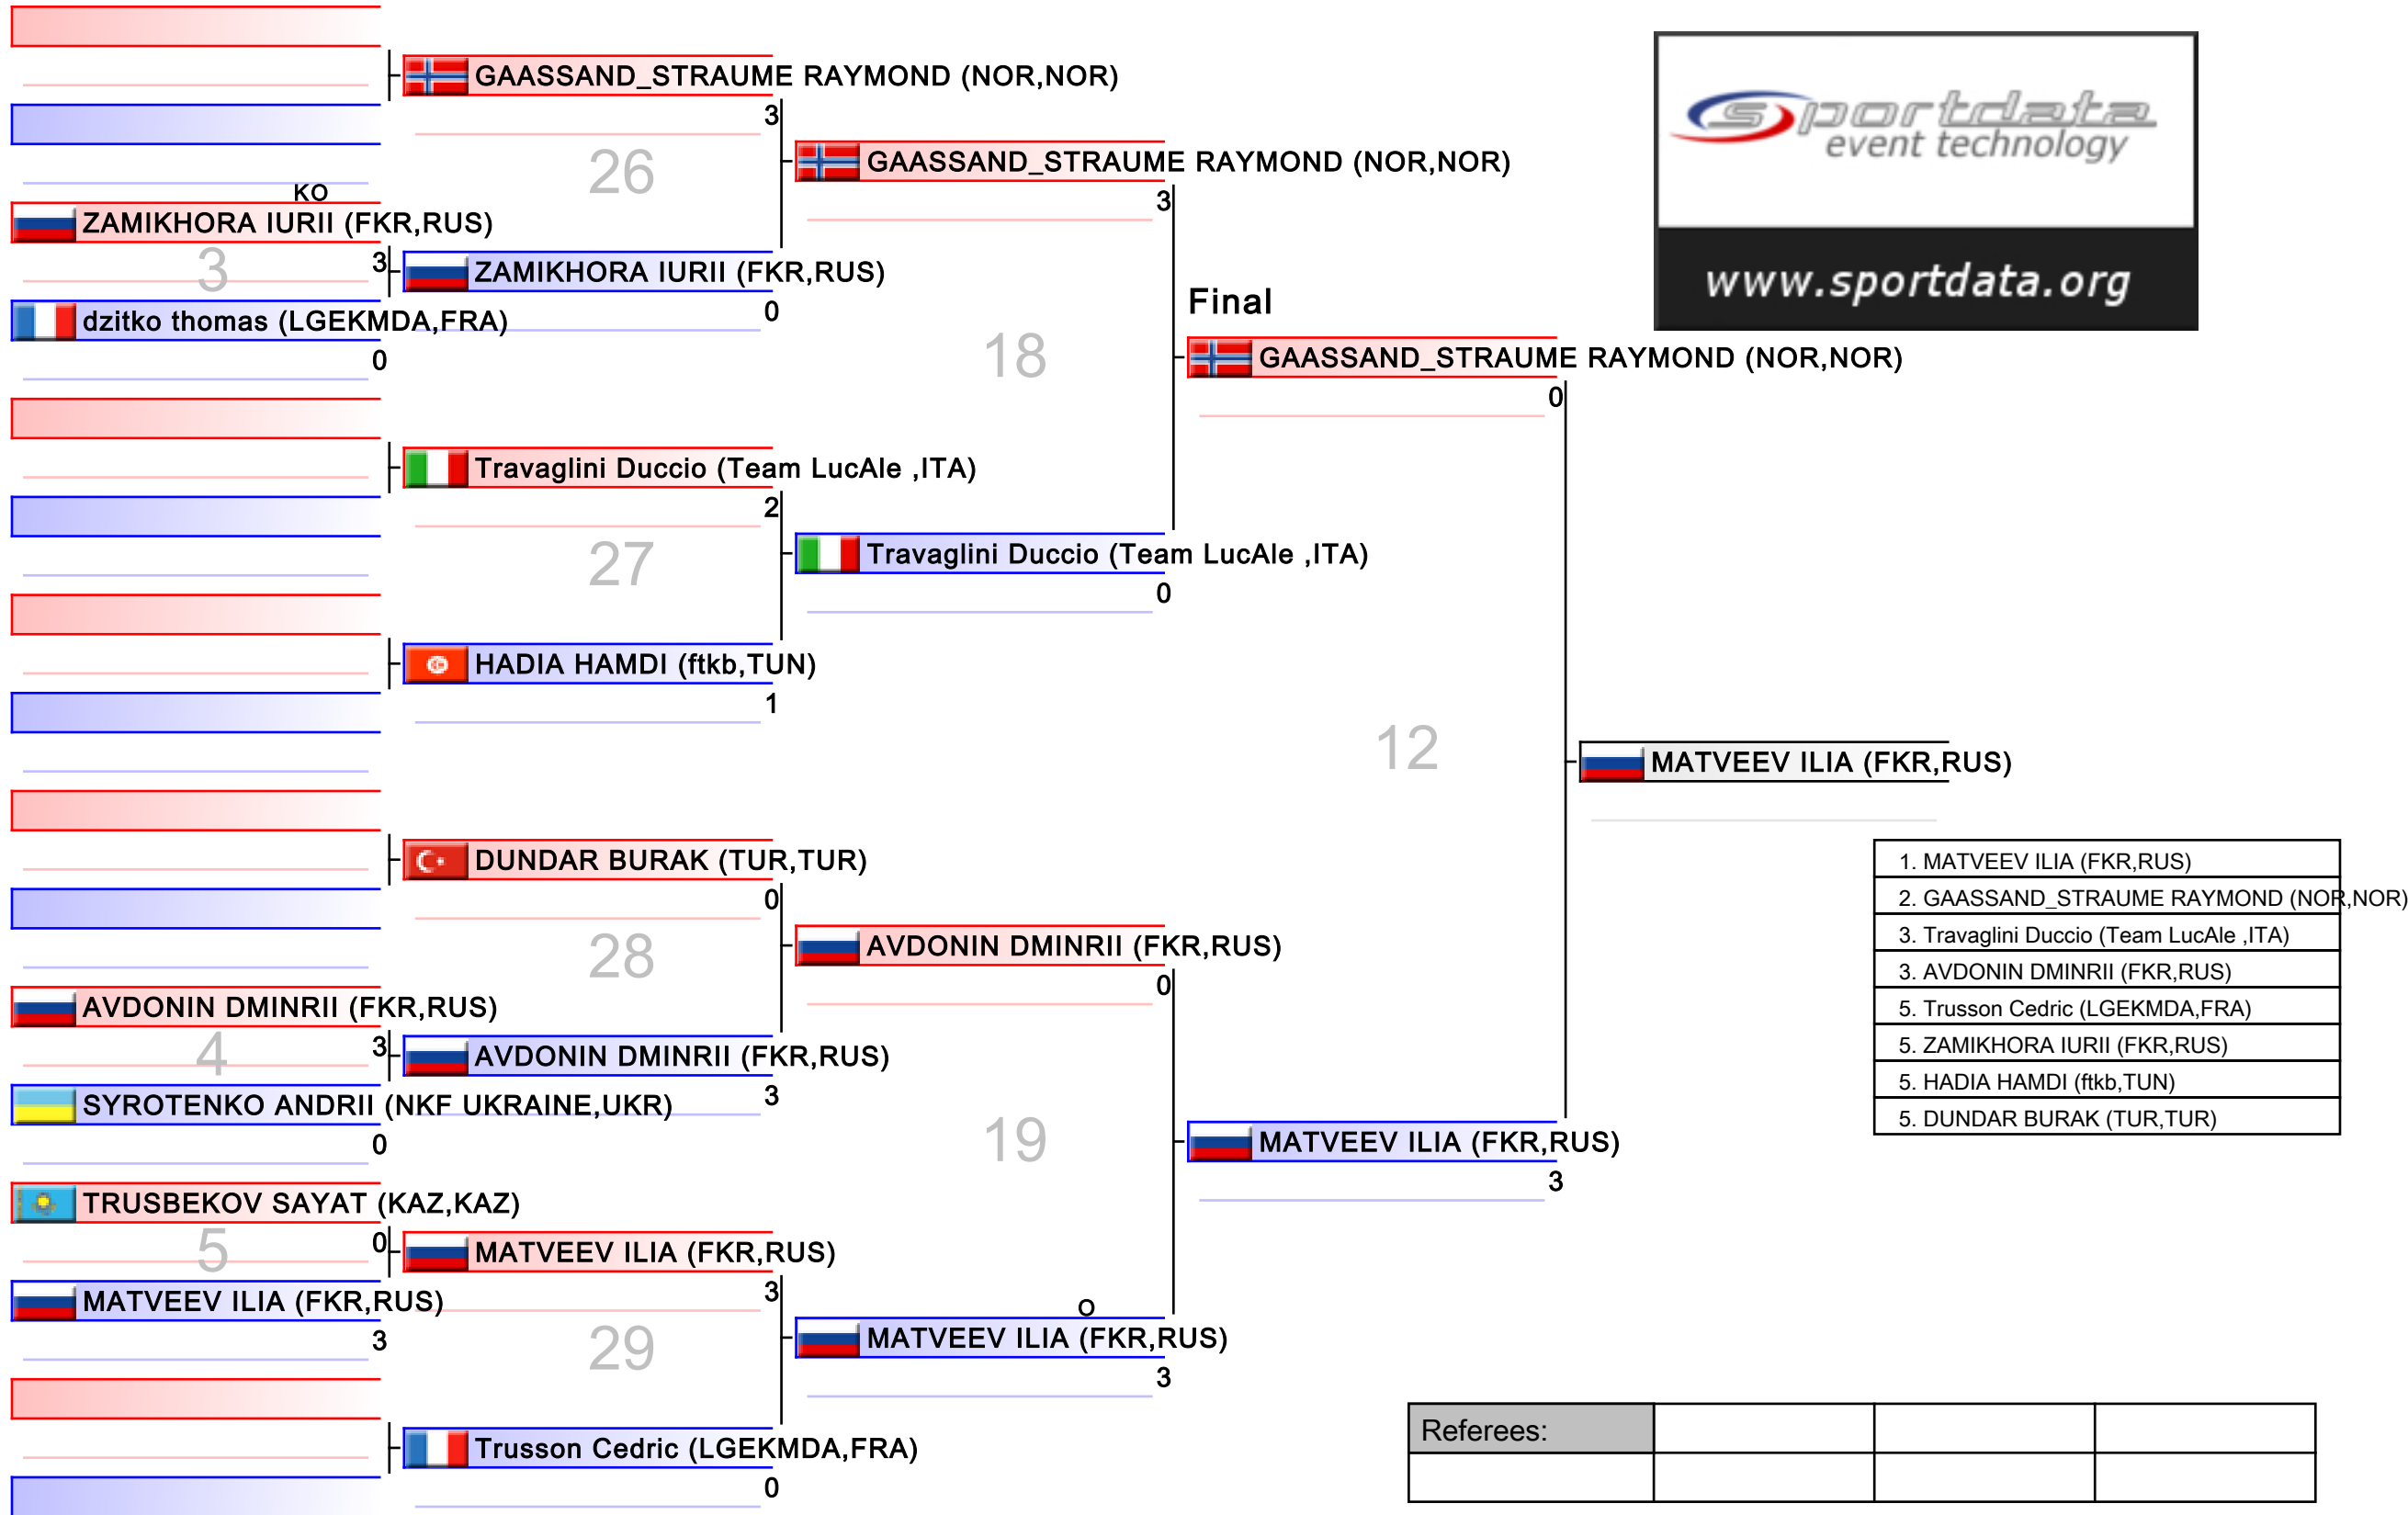 GAASSAND_STRAUME RAYMOND (NOR,NOR)
3
26
KO
ZAMIKHORA IURII (FKR,RUS)
3
3
dzitko thomas (LGEKMDA,FRA)
0
ZAMIKHORA IURII (FKR,RUS)
0
GAASSAND_STRAUME RAYMOND (NOR,NOR)
3
18
Travaglini Duccio (Team LucAle ,ITA)
2
27
HADIA HAMDI (ftkb,TUN)
1
Travaglini Duccio (Team LucAle ,ITA)
0
Final
GAASSAND_STRAUME RAYMOND (NOR,NOR)
0
12
DUNDAR BURAK (TUR,TUR)
0
28
AVDONIN DMINRII (FKR,RUS)
3
4
SYROTENKO ANDRII (NKF UKRAINE,UKR)
0
AVDONIN DMINRII (FKR,RUS)
3
AVDONIN DMINRII (FKR,RUS)
0
19
TRUSBEKOV SAYAT (KAZ,KAZ)
0
5
MATVEEV ILIA (FKR,RUS)
3
MATVEEV ILIA (FKR,RUS)
3
29
Trusson Cedric (LGEKMDA,FRA)
0
O
MATVEEV ILIA (FKR,RUS)
3
MATVEEV ILIA (FKR,RUS)
3
MATVEEV ILIA (FKR,RUS)
sportdata
event technology
www.sportdata.org
1. MATVEEV ILIA (FKR,RUS)
2. GAASSAND_STRAUME RAYMOND (NOR,NOR)
3. Travaglini Duccio (Team LucAle ,ITA)
3. AVDONIN DMINRII (FKR,RUS)
5. Trusson Cedric (LGEKMDA,FRA)
5. ZAMIKHORA IURII (FKR,RUS)
5. HADIA HAMDI (ftkb,TUN)
5. DUNDAR BURAK (TUR,TUR)
Referees: